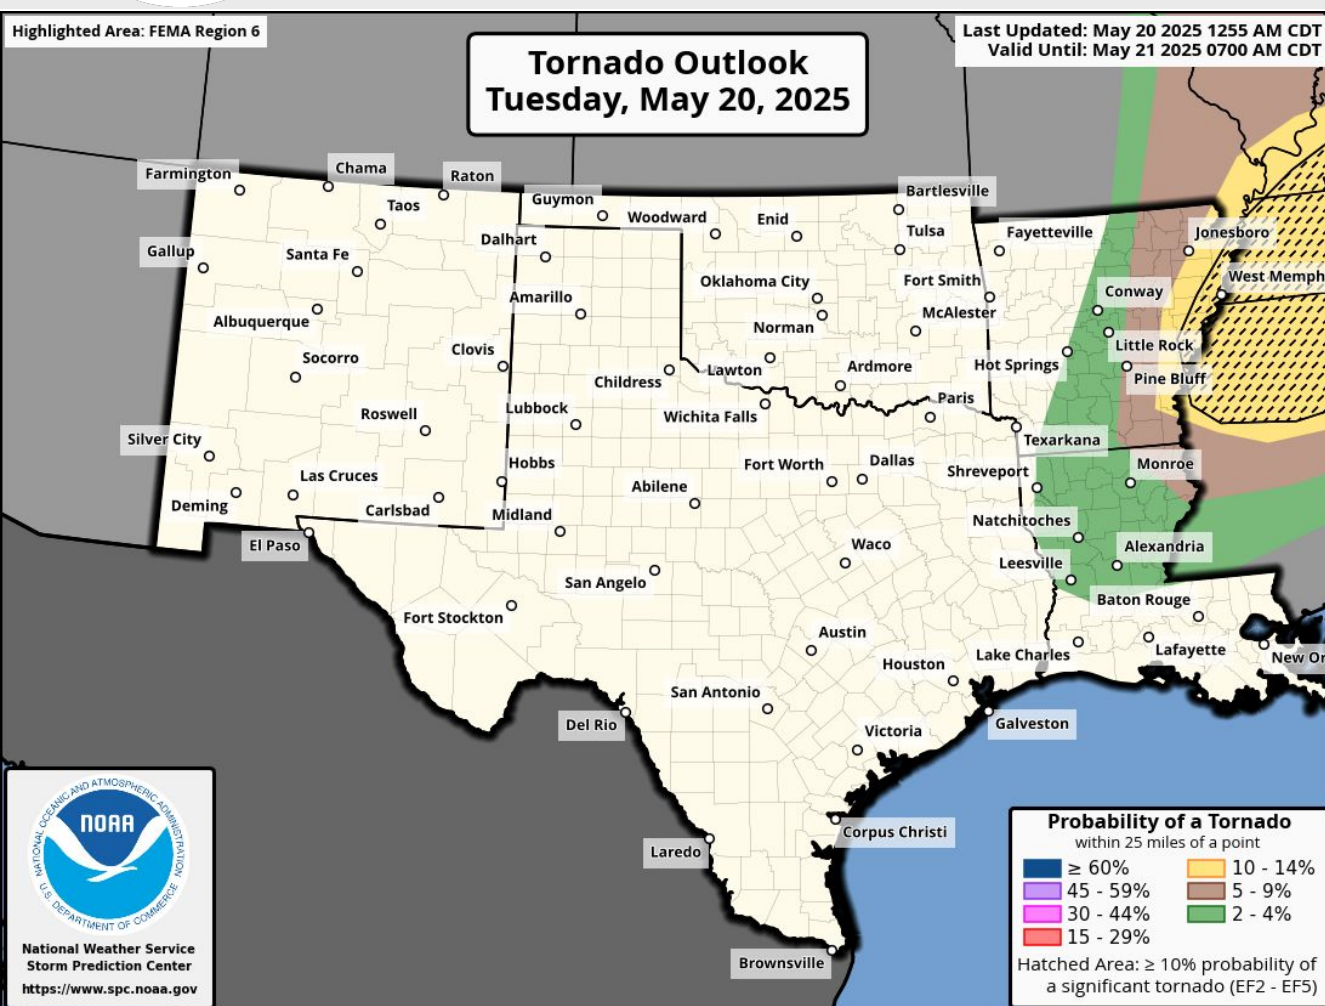 Highlighted Area: FEMA Region 6
Last Updated: May 20 2025 1255 AM CDT
Valid Until: May 21 2025 0700 AM CDT
Tornado Outlook
Tuesday, May 20, 2025
Farmington
Chama
Raton
Taos
Guymon
Woodward
Enid
Bartlesville
Tulsa
Fayetteville
Jonesboro
Gallup
Santa Fe
Dalhart
Oklahoma City
Fort Smith
West Memph
Amarillo
Conway
Albuquerque
Norman
McAlester
Little Rock
Socorro
Clovis
Childress
Lawton
Ardmore
Hot Springs
Pine Bluff
Roswell
Lubbock
Wichita Falls
Paris
Silver City
Texarkana
Las Cruces
Hobbs
Fort Worth
Dallas
Shreveport
Monroe
Deming
Carlsbad
Midland
Abilene
Natchitoches
El Paso
Waco
Alexandria
San Angelo
Leesville
Fort Stockton
Baton Rouge
Austin
Lake Charles
Lafayette
New Or
Houston
San Antonio
Del Rio
Galveston
Victoria
Corpus Christi
Laredo
Brownsville
NATIONAL OCEANIC AND ATMOSPHERIC ADMINISTRATION
NOAA
U.S. DEPARTMENT OF COMMERCE
National Weather Service
Storm Prediction Center
https://www.spc.noaa.gov
Probability of a Tornado
within 25 miles of a point
≥ 60%
10 - 14%
45 - 59%
5 - 9%
30 - 44%
2 - 4%
15 - 29%
Hatched Area: ≥ 10% probability of
a significant tornado (EF2 - EF5)